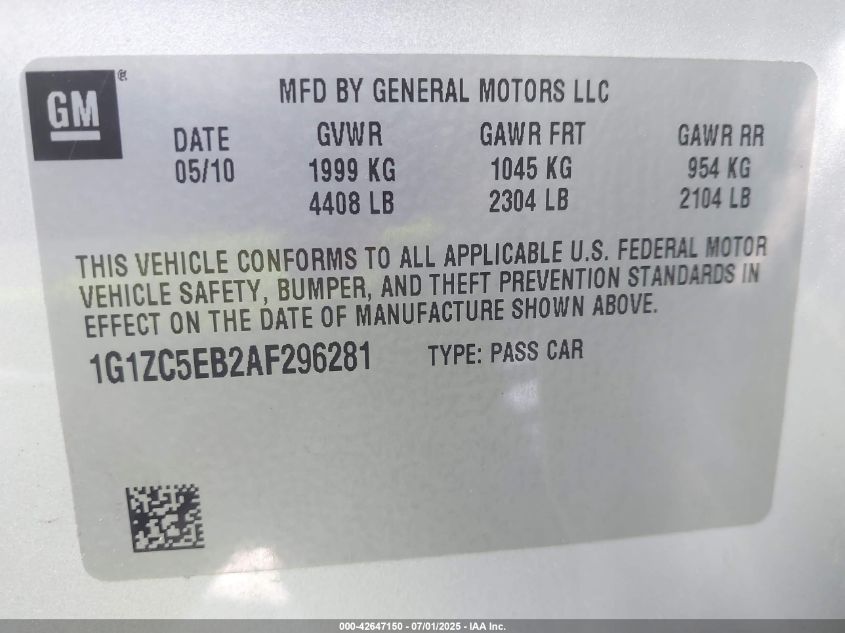 GM ®
MFD BY GENERAL MOTORS LLC
DATE GVWR GAWR FRT GAWR RR
05/10 1999 KG 1045 KG 954 KG
4408 LB 2304 LB 2104 LB
THIS VEHICLE CONFORMS TO ALL APPLICABLE U.S. FEDERAL MOTOR
VEHICLE SAFETY, BUMPER, AND THEFT PREVENTION STANDARDS IN
EFFECT ON THE DATE OF MANUFACTURE SHOWN ABOVE.
1G1ZC5EB2AF296281 TYPE: PASS CAR
000-42647150 - 07/01/2025 - IAA Inc.